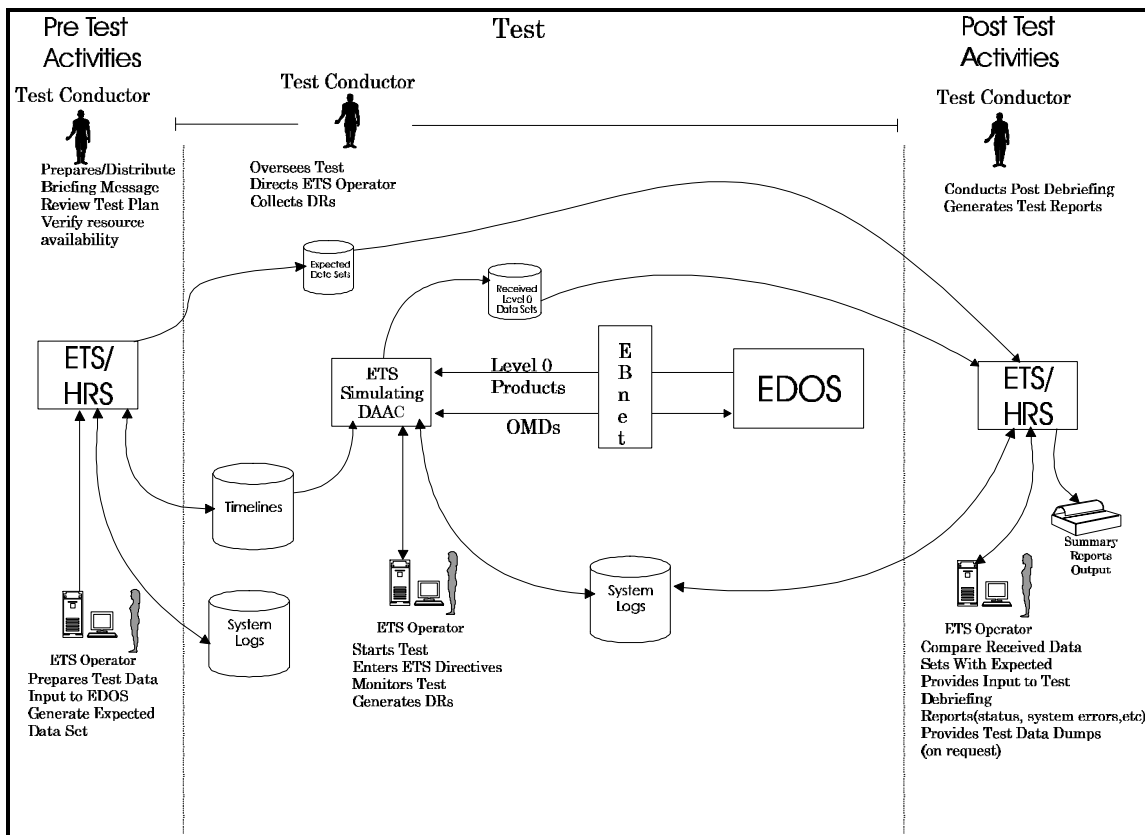 Pre Test
Activities
Test
Post Test
Activities
Test Conductor
Prepares/Distribute
Briefing Message
Review Test Plan
Verify resource
availability
Test Conductor
Oversees Test
Directs ETS Operator
Collects DRs
Test Conductor
Conducts Post Debriefing
Generates Test Reports
Expected
Data Sets
Received
Level 0
Data Sets
ETS/
HRS
ETS
Simulating
DAAC
Level 0
Products
OMDs
E
B
n
e
t
EDOS
ETS/
HRS
Timelines
System
Logs
System
Logs
Summary
Reports
Output
ETS Operator
Prepares Test Data
Input to EDOS
Generate Expected
Data Set
ETS Operator
Starts Test
Enters ETS Directives
Monitors Test
Generates DRs
ETS Operator
Compare Received Data
Sets With Expected
Provides Input to Test
Debriefing
Reports(status, system errors,etc)
Provides Test Data Dumps
(on request)